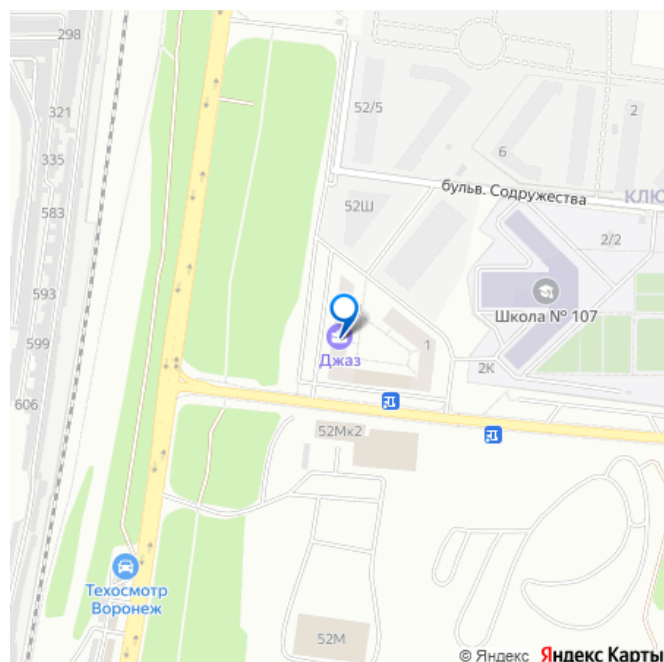 298
52/5
2
321
6
335
бульв. Содружества
КЛЮ
583
52Ш
2/2
593
Школа № 107
599
Джаз
1
2К
606
52Мк2
Техосмотр
Воронеж
52М
© Яндекс Яндекс Карты